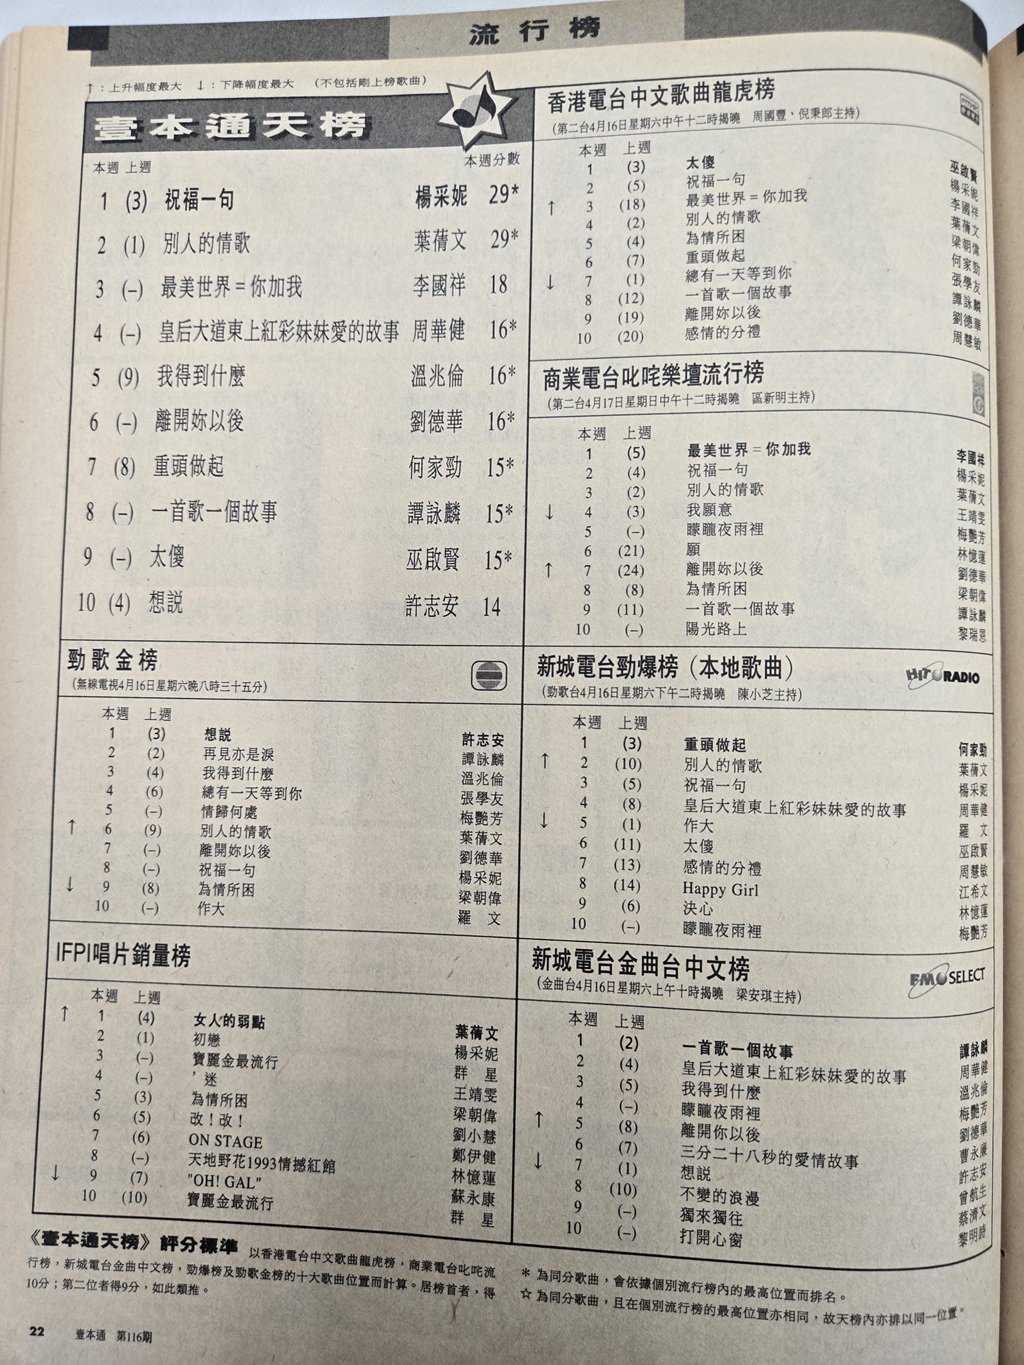 流行榜
↑：上升幅度最大　↓：下降幅度最大　（不包括剛上榜歌曲）
壹本通天榜
本週 上週 本週分數
1 (3) 祝福一句 楊采妮 29*
2 (1) 別人的情歌 葉蒨文 29*
3 (–) 最美世界＝你加我 李國祥 18
4 (–) 皇后大道東上紅彩妹妹愛的故事 周華健 16*
5 (9) 我得到什麼 溫兆倫 16*
6 (–) 離開妳以後 劉德華 16*
7 (8) 重頭做起 何家勁 15*
8 (–) 一首歌一個故事 譚詠麟 15*
9 (–) 太傻 巫啟賢 15*
10 (4) 想說 許志安 14
勁歌金榜
（無線電視4月16日星期六晚八時三十五分）
本週 上週
1 (3) 想說 許志安
2 (2) 再見亦是淚 譚詠麟
3 (4) 我得到什麼 溫兆倫
4 (6) 總有一天等到你 張學友
5 (–) 情歸何處 梅艷芳
↑ 6 (9) 別人的情歌 葉蒨文
7 (–) 離開妳以後 劉德華
8 (–) 祝福一句 楊采妮
↓ 9 (8) 為情所困 梁朝偉
10 (–) 作大 羅文
IFPI唱片銷量榜
本週 上週
↑ 1 (4) 女人的弱點 葉蒨文
2 (1) 初戀 楊采妮
3 (–) 寶麗金最流行 群星
4 (–) ’迷 王靖雯
5 (3) 為情所困 梁朝偉
6 (5) 改！改！ 劉小慧
7 (6) ON STAGE 鄭伊健
8 (–) 天地野花1993情撼紅館 林憶蓮
↓ 9 (7) "OH! GAL" 蘇永康
10 (10) 寶麗金最流行 群星
香港電台中文歌曲龍虎榜
（第二台4月16日星期六中午十二時揭曉　周國豐，倪秉郎主持）
本週 上週
1 (3) 太傻 巫啟賢
2 (5) 祝福一句 楊采妮
↑ 3 (18) 最美世界＝你加我 李國祥
4 (2) 別人的情歌 葉蒨文
5 (4) 為情所困 梁朝偉
6 (7) 重頭做起 何家勁
↓ 7 (1) 總有一天等到你 張學友
8 (12) 一首歌一個故事 譚詠麟
9 (19) 離開妳以後 劉德華
10 (20) 感情的分禮 周慧敏
商業電台叱咤樂壇流行榜
（第二台4月17日星期日中午十二時揭曉　區新明主持）
本週 上週
1 (5) 最美世界＝你加我 李國祥
2 (4) 祝福一句 楊采妮
3 (2) 別人的情歌 葉蒨文
↓ 4 (3) 我願意 王靖雯
5 (–) 朦朧夜雨裡 梅艷芳
6 (21) 願 林憶蓮
↑ 7 (24) 離開妳以後 劉德華
8 (8) 為情所困 梁朝偉
9 (11) 一首歌一個故事 譚詠麟
10 (–) 陽光路上 黎瑞恩
新城電台勁爆榜（本地歌曲）
HIT RADIO
（勁歌台4月16日星期六下午二時揭曉　陳小芝主持）
本週 上週
1 (3) 重頭做起 何家勁
↑ 2 (10) 別人的情歌 葉蒨文
3 (5) 祝福一句 楊采妮
4 (8) 皇后大道東上紅彩妹妹愛的故事 周華健
↓ 5 (1) 作大 羅文
6 (11) 太傻 巫啟賢
7 (13) 感情的分禮 周慧敏
8 (14) Happy Girl 江希文
9 (6) 決心 林憶蓮
10 (–) 朦朧夜雨裡 梅艷芳
新城電台金曲台中文榜
FM SELECT
（金曲台4月16日星期六上午十時揭曉　梁安琪主持）
本週 上週
1 (2) 一首歌一個故事 譚詠麟
2 (4) 皇后大道東上紅彩妹妹愛的故事 周華健
3 (5) 我得到什麼 溫兆倫
4 (–) 朦朧夜雨裡 梅艷芳
↑ 5 (8) 離開你以後 劉德華
6 (7) 三分二十八秒的愛情故事 曹永廉
↓ 7 (1) 想說 許志安
8 (10) 不變的浪漫 曾航生
9 (–) 獨來獨往 蔡濟文
10 (–) 打開心窗 黎明詩
《壹本通天榜》評分標準　以香港電台中文歌曲龍虎榜，商業電台叱咤流
行榜，新城電台金曲中文榜，勁爆榜及勁歌金榜的十大歌曲位置而計算。居榜首者，得
10分；第二位者得9分，如此類推。
＊為同分歌曲，會依據個別流行榜內的最高位置而排名。
☆為同分歌曲，且在個別流行榜的最高位置亦相同，故天榜內亦排以同一位置。
22　壹本通　第116期